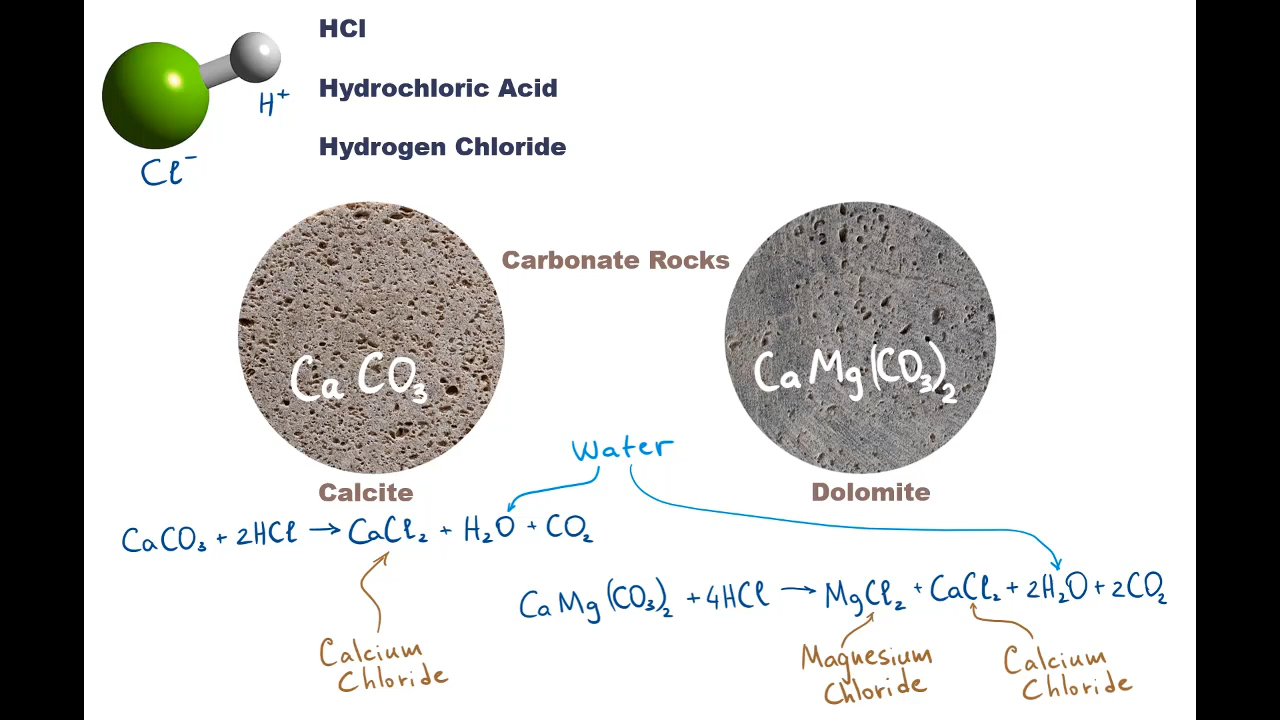 HCl
Hydrochloric Acid
H⁺
Hydrogen Chloride
Cl⁻
Carbonate Rocks
CaCO₃
CaMg(CO₃)₂
Water
Calcite
Dolomite
CaCO₃ + 2HCl → CaCl₂ + H₂O + CO₂
CaMg(CO₃)₂ + 4HCl → MgCl₂ + CaCl₂ + 2H₂O + 2CO₂
Calcium
Chloride
Magnesium
Chloride
Calcium
Chloride